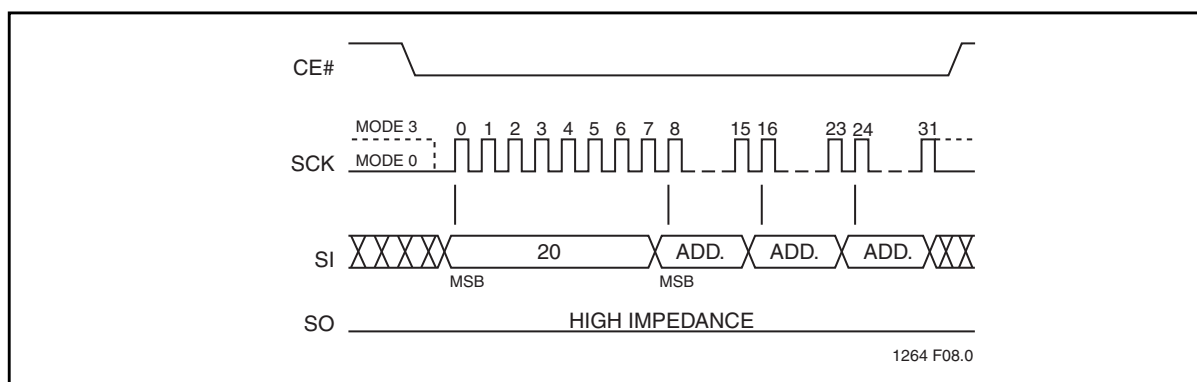 CE#
MODE 3
0 1 2 3 4 5 6 7 8 15 16 23 24 31
SCK
MODE 0
SI
20 ADD. ADD. ADD.
MSB MSB
SO
HIGH IMPEDANCE
1264 F08.0